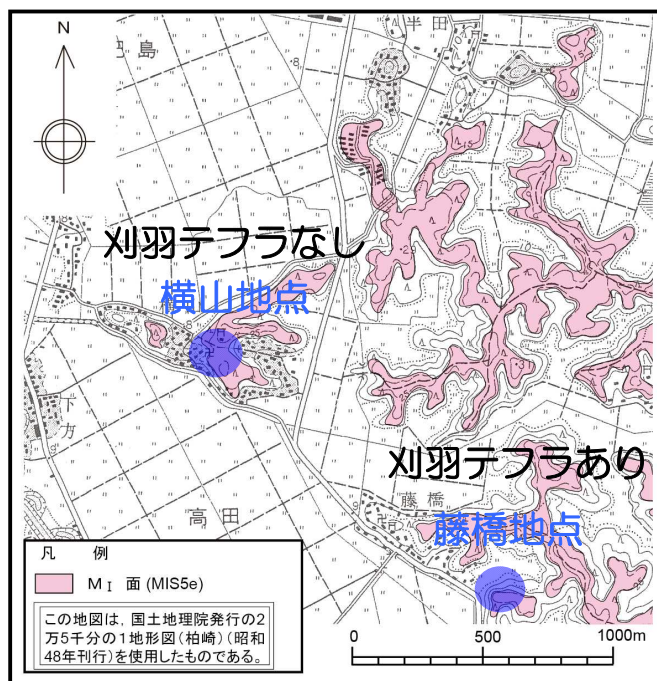 N
半田
刈羽テフラなし
横山地点
下方
刈羽テフラあり
藤橋
藤橋地点
高田
凡 例
MⅠ 面 (MIS5e)
この地図は，国土地理院発行の2
万5千分の1地形図(柏崎)(昭和
48年刊行)を使用したものである。
0 500 1000m